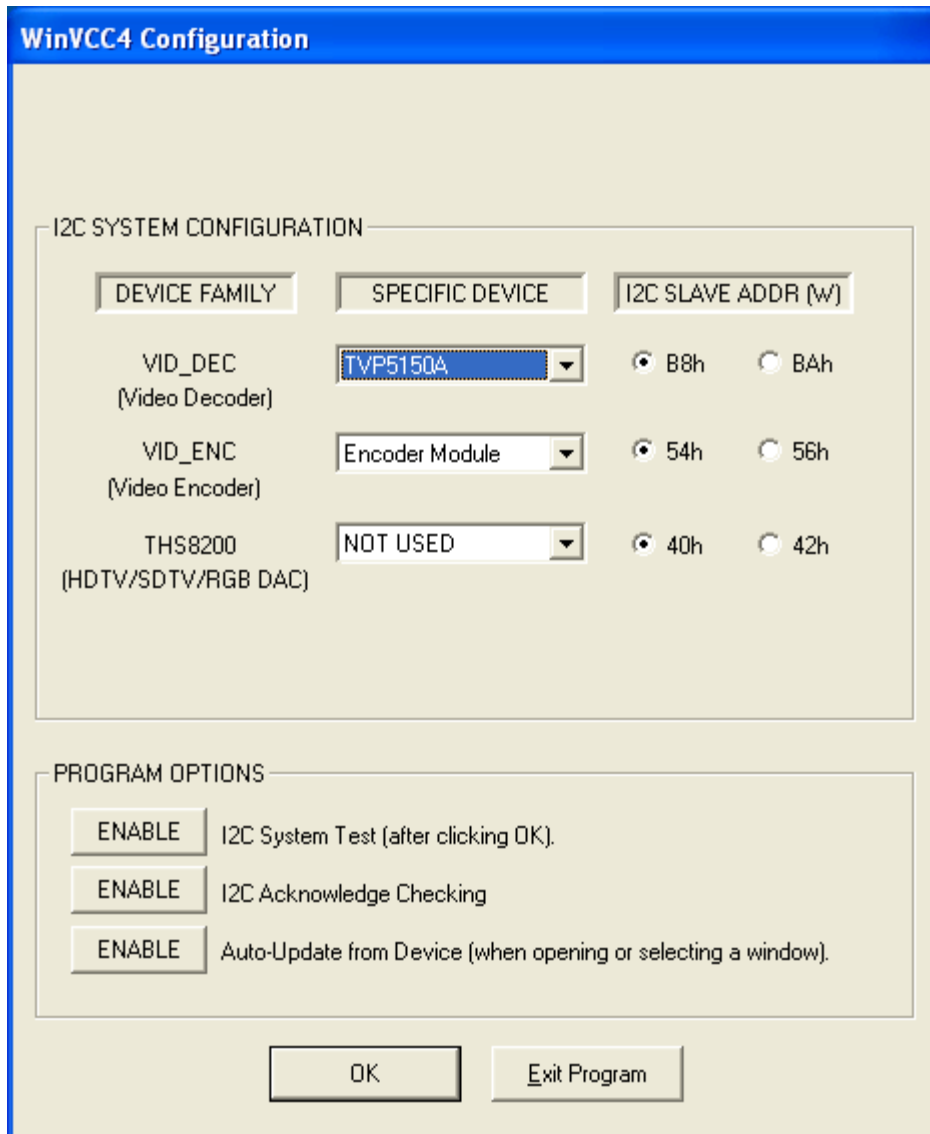 WinVCC4 Configuration
I2C SYSTEM CONFIGURATION
DEVICE FAMILY SPECIFIC DEVICE I2C SLAVE ADDR (W)
VID_DEC TVP5150A B8h BAh
(Video Decoder)
VID_ENC Encoder Module 54h 56h
(Video Encoder)
THS8200 NOT USED 40h 42h
(HDTV/SDTV/RGB DAC)
PROGRAM OPTIONS
ENABLE I2C System Test (after clicking OK).
ENABLE I2C Acknowledge Checking
ENABLE Auto-Update from Device (when opening or selecting a window).
OK Exit Program